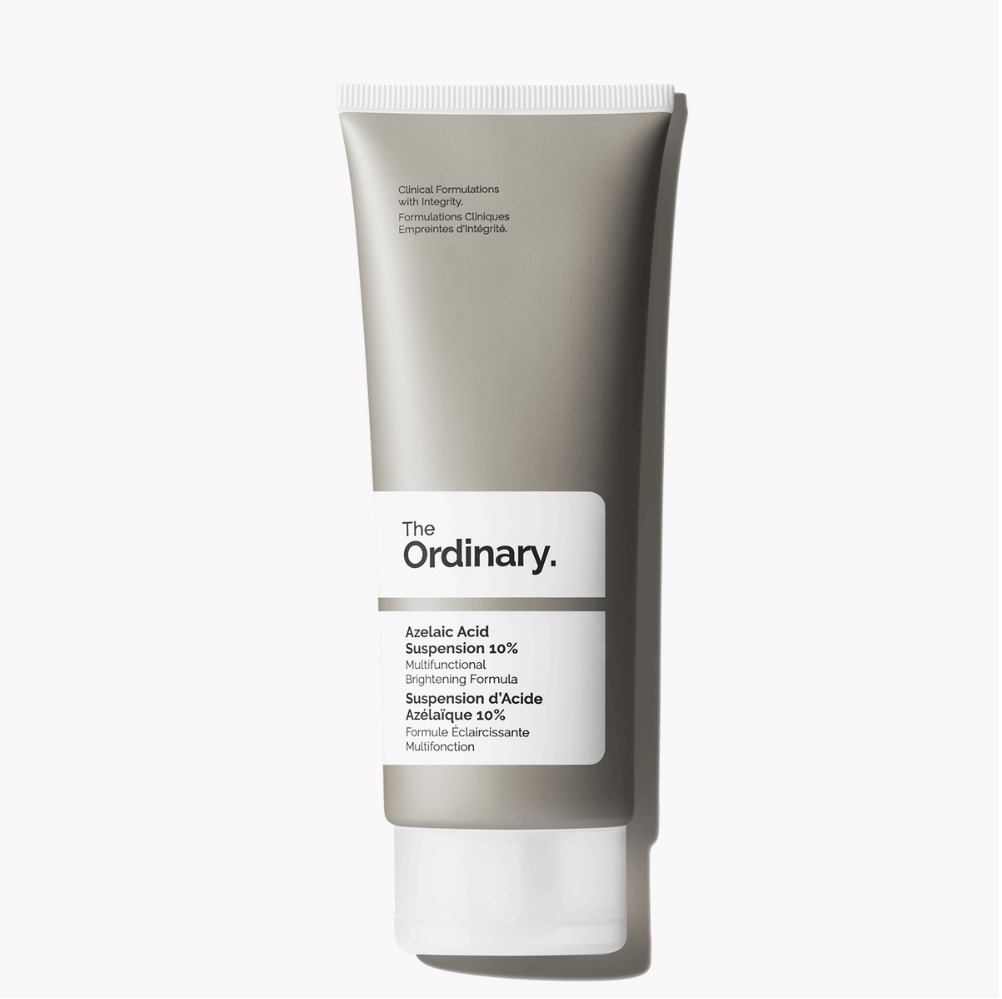 Clinical Formulations
with Integrity.
Formulations Cliniques
Empreintes d'Intégrité.
The
Ordinary.
Azelaic Acid
Suspension 10%
Multifunctional
Brightening Formula
Suspension d'Acide
Azélaïque 10%
Formule Éclaircissante
Multifonction